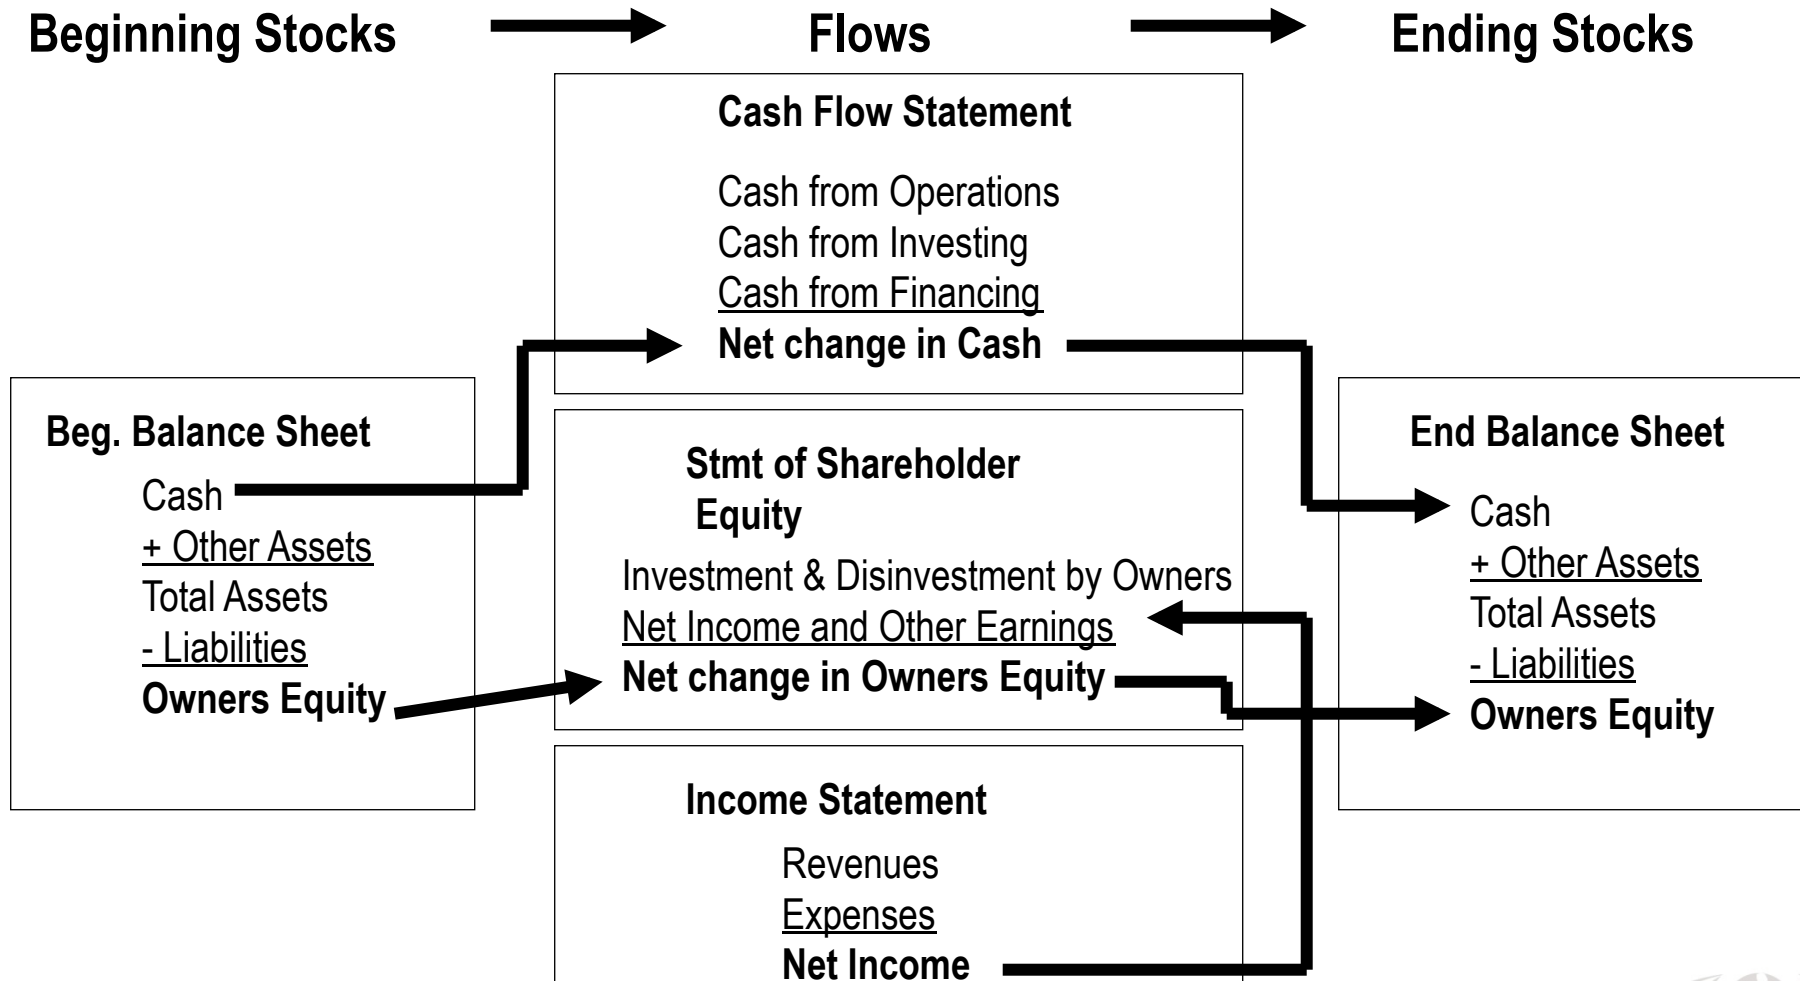 Beginning Stocks
Flows
Ending Stocks
Cash Flow Statement
Cash from Operations
Cash from Investing
Cash from Financing
Net change in Cash
Beg. Balance Sheet
Cash
+ Other Assets
Total Assets
- Liabilities
Owners Equity
Stmt of Shareholder
Equity
Investment & Disinvestment by Owners
Net Income and Other Earnings
Net change in Owners Equity
Income Statement
Revenues
Expenses
Net Income
End Balance Sheet
Cash
+ Other Assets
Total Assets
- Liabilities
Owners Equity